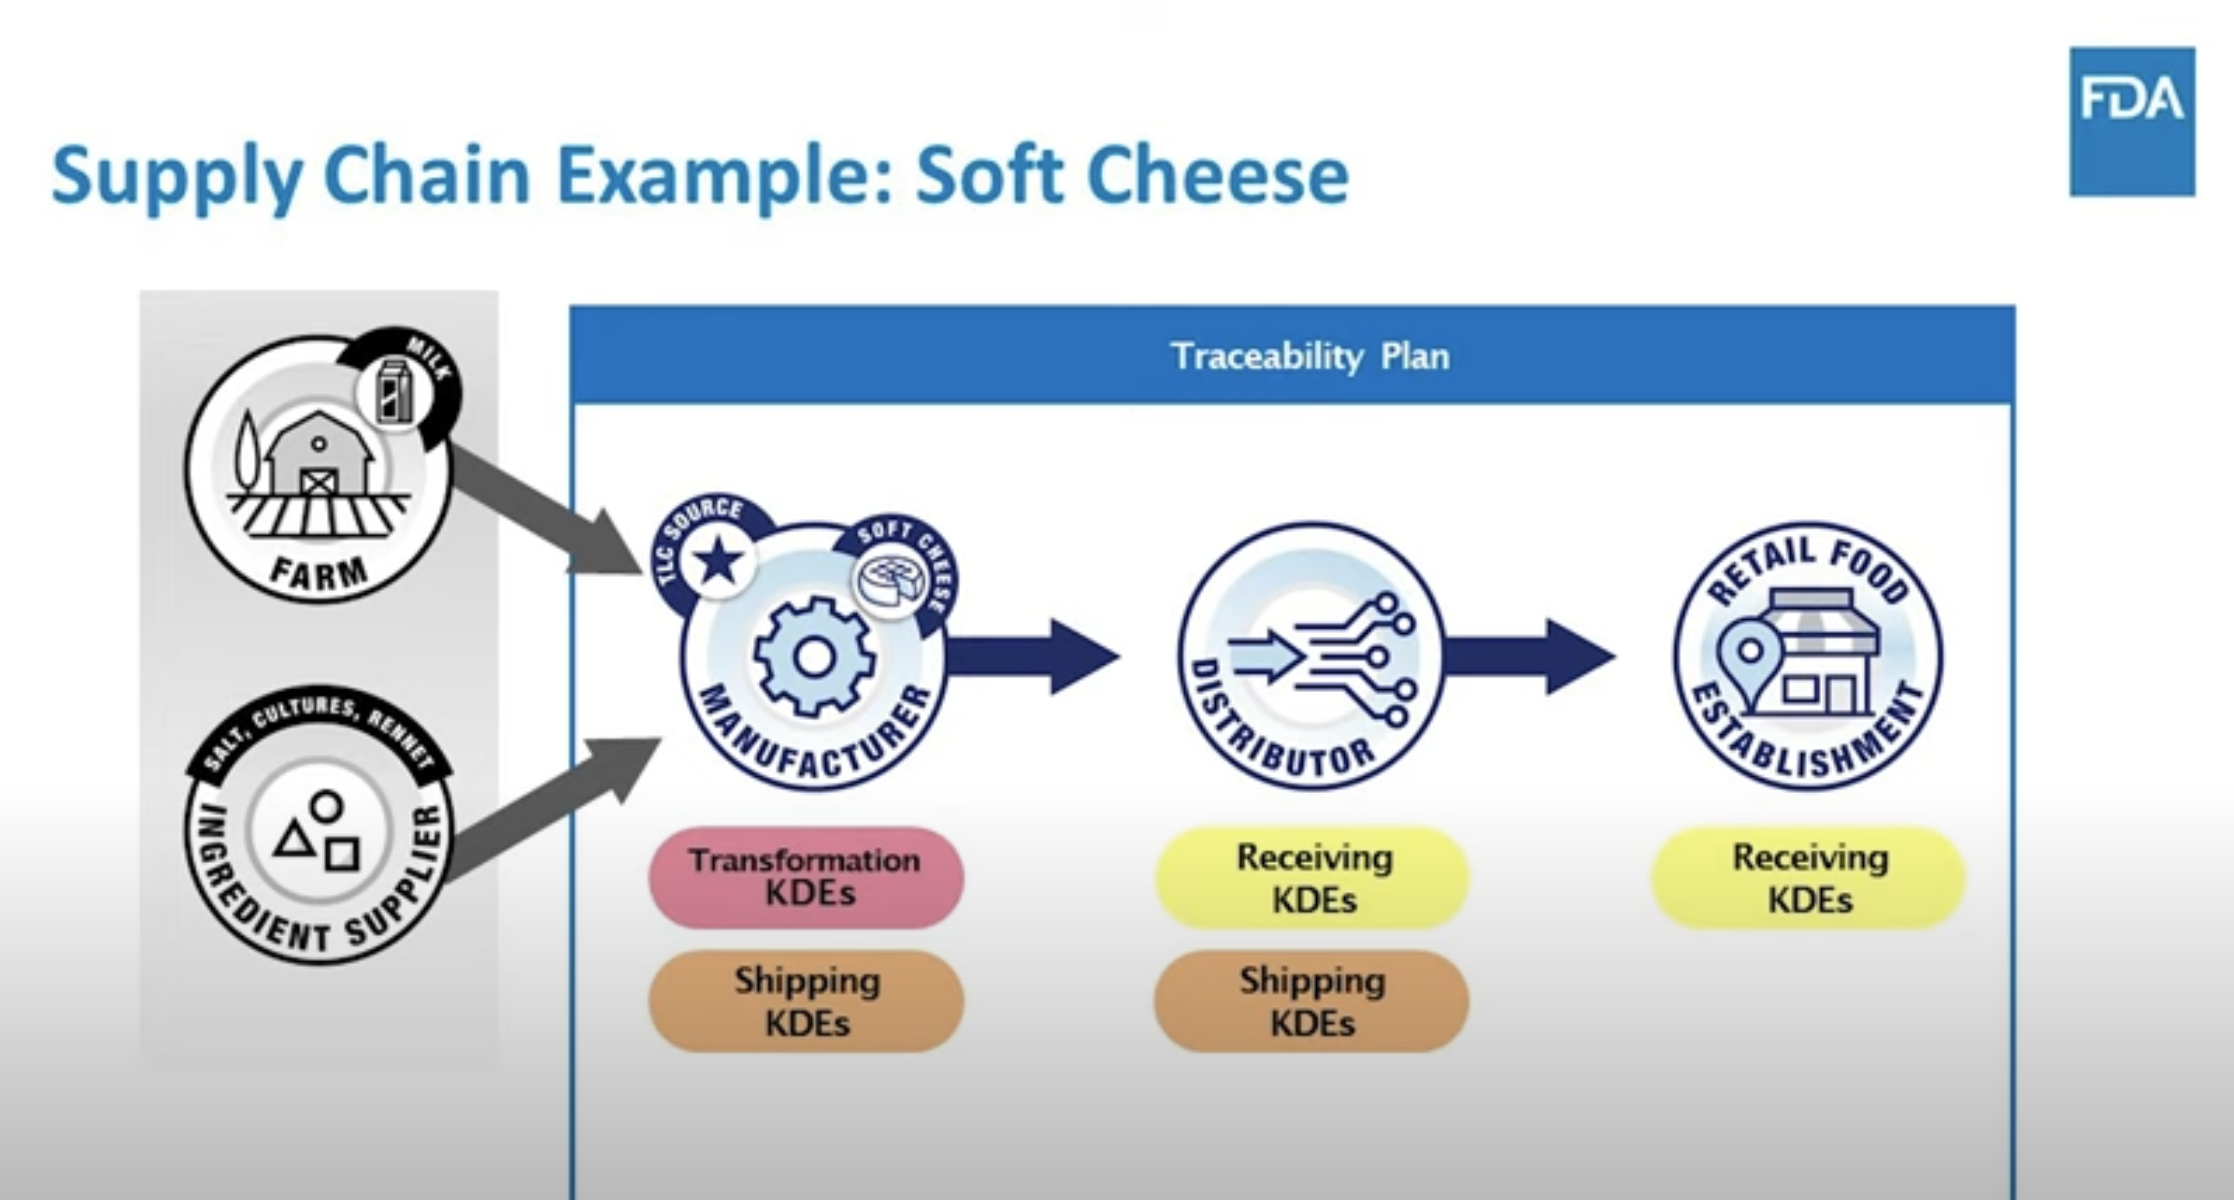 FDA
Supply Chain Example: Soft Cheese
Traceability Plan
MILK
FARM
SALT, CULTURES, RENNET
INGREDIENT SUPPLIER
TLC SOURCE
SOFT CHEESE
MANUFACTURER
DISTRIBUTOR
RETAIL FOOD
ESTABLISHMENT
Transformation
KDEs
Shipping
KDEs
Receiving
KDEs
Shipping
KDEs
Receiving
KDEs